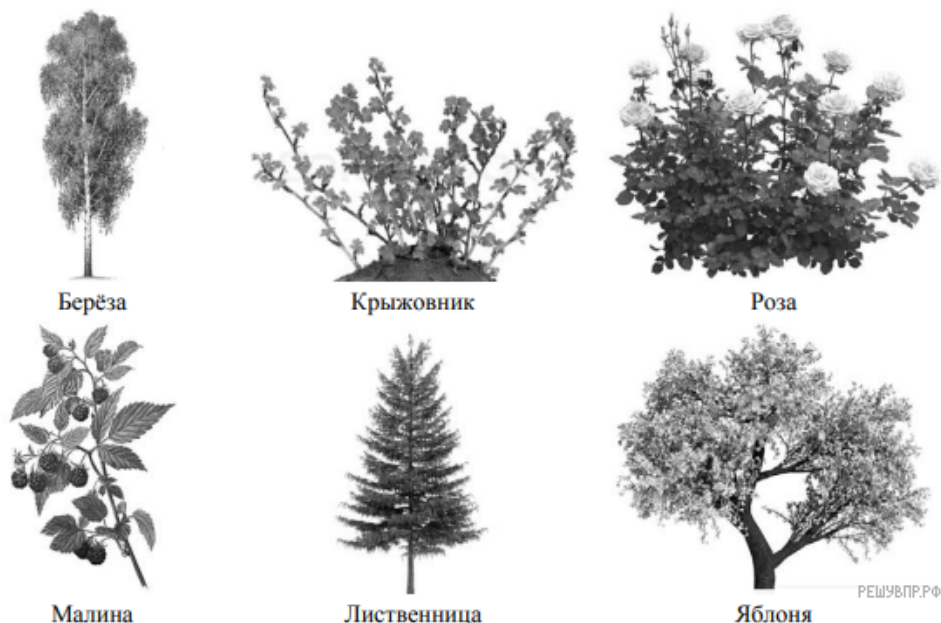 Берёза
Крыжовник
Роза
Малина
Лиственница
Яблоня
РЕШУВПР.РФ